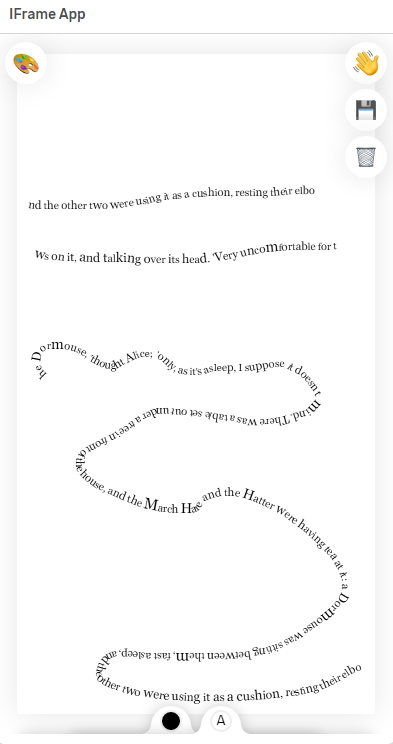 IFrame App
nd the other two were using it as a cushion, resting their elbo
ws on it, and talking over its head. 'Very uncomfortable for t
he Dormouse,' thought Alice; 'only, as it's asleep, I suppose it doesn't
mind.' There was a table set out under a tree in front of
the house, and the March Hare and the Hatter were having tea at it: a
Dormouse was sitting between them, fast asleep, and the
other two were using it as a cushion, resting their elbo
A